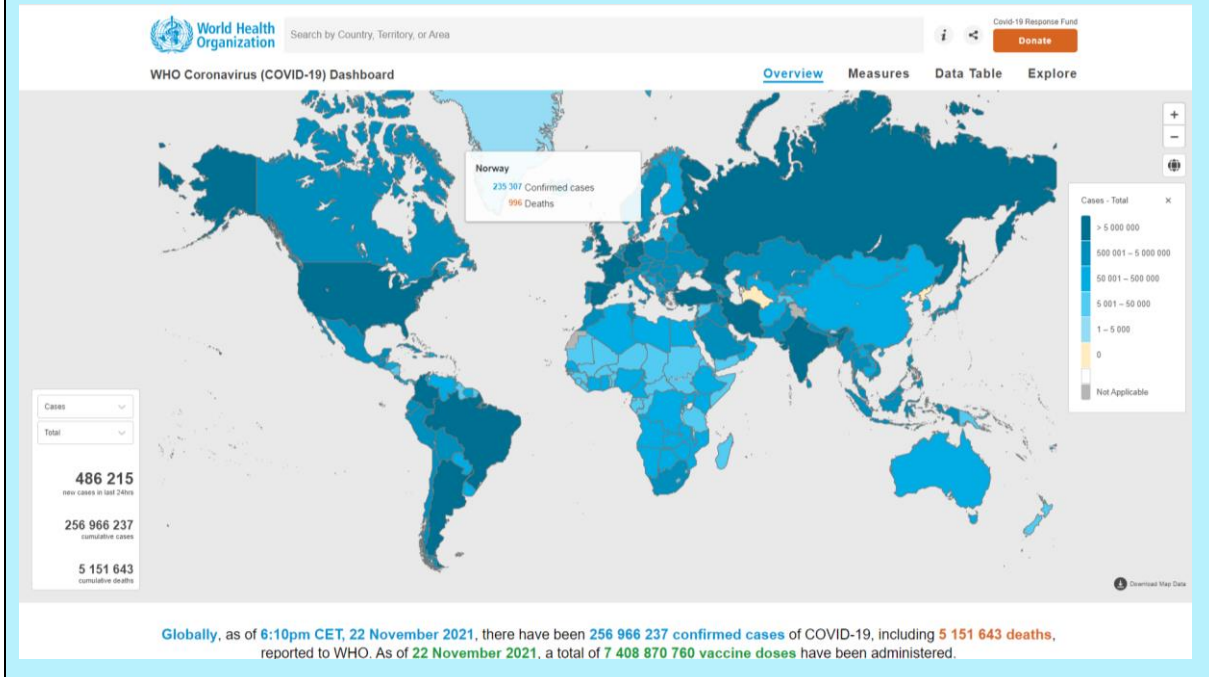 World Health
Organization
Search by Country, Territory, or Area
i
Covid-19 Response Fund
Donate
WHO Coronavirus (COVID-19) Dashboard
Overview
Measures
Data Table
Explore
+
−
Norway
235 307 Confirmed cases
996 Deaths
Cases - Total ×
> 5 000 000
500 001 – 5 000 000
50 001 – 500 000
5 001 – 50 000
1 – 5 000
0
Not Applicable
Cases
Total
486 215
new cases in last 24hrs
256 966 237
cumulative cases
5 151 643
cumulative deaths
Download Map Data
Globally, as of 6:10pm CET, 22 November 2021, there have been 256 966 237 confirmed cases of COVID-19, including 5 151 643 deaths,
reported to WHO. As of 22 November 2021, a total of 7 408 870 760 vaccine doses have been administered.